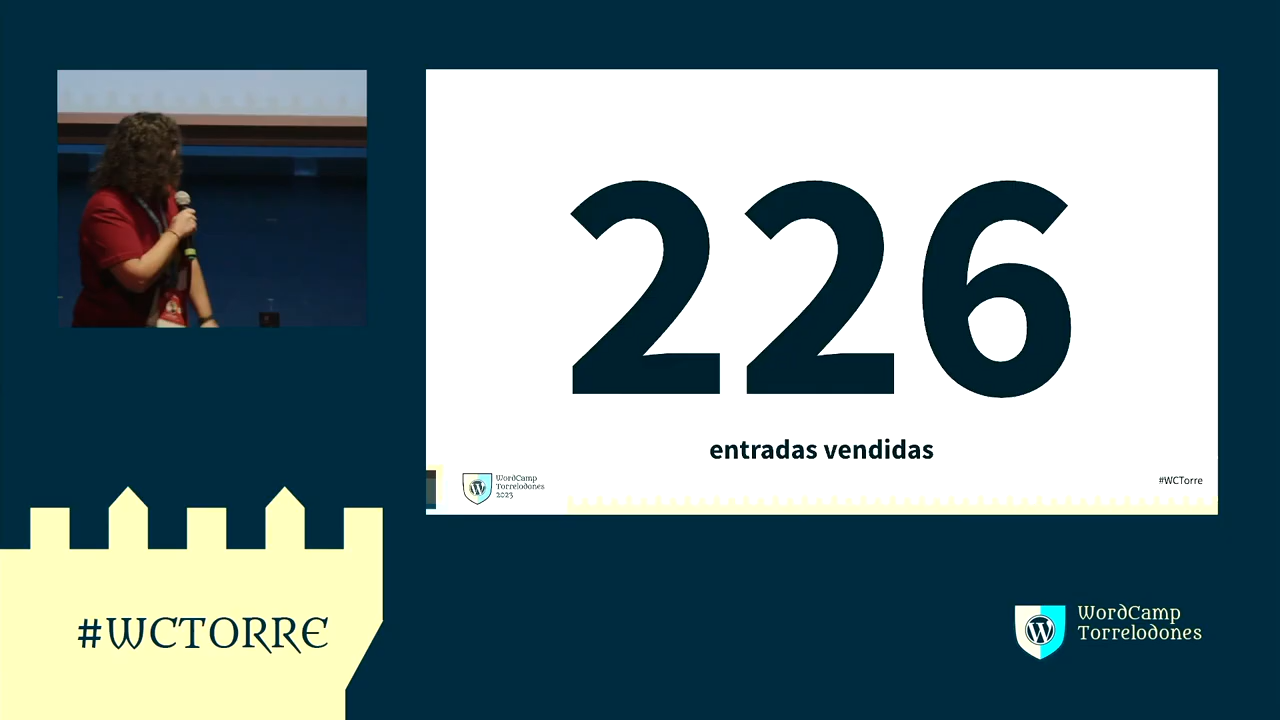 226
entradas vendidas
WordCamp
Torrelodones
2023
#WCTorre
#WCTORRE
WordCamp
Torrelodones